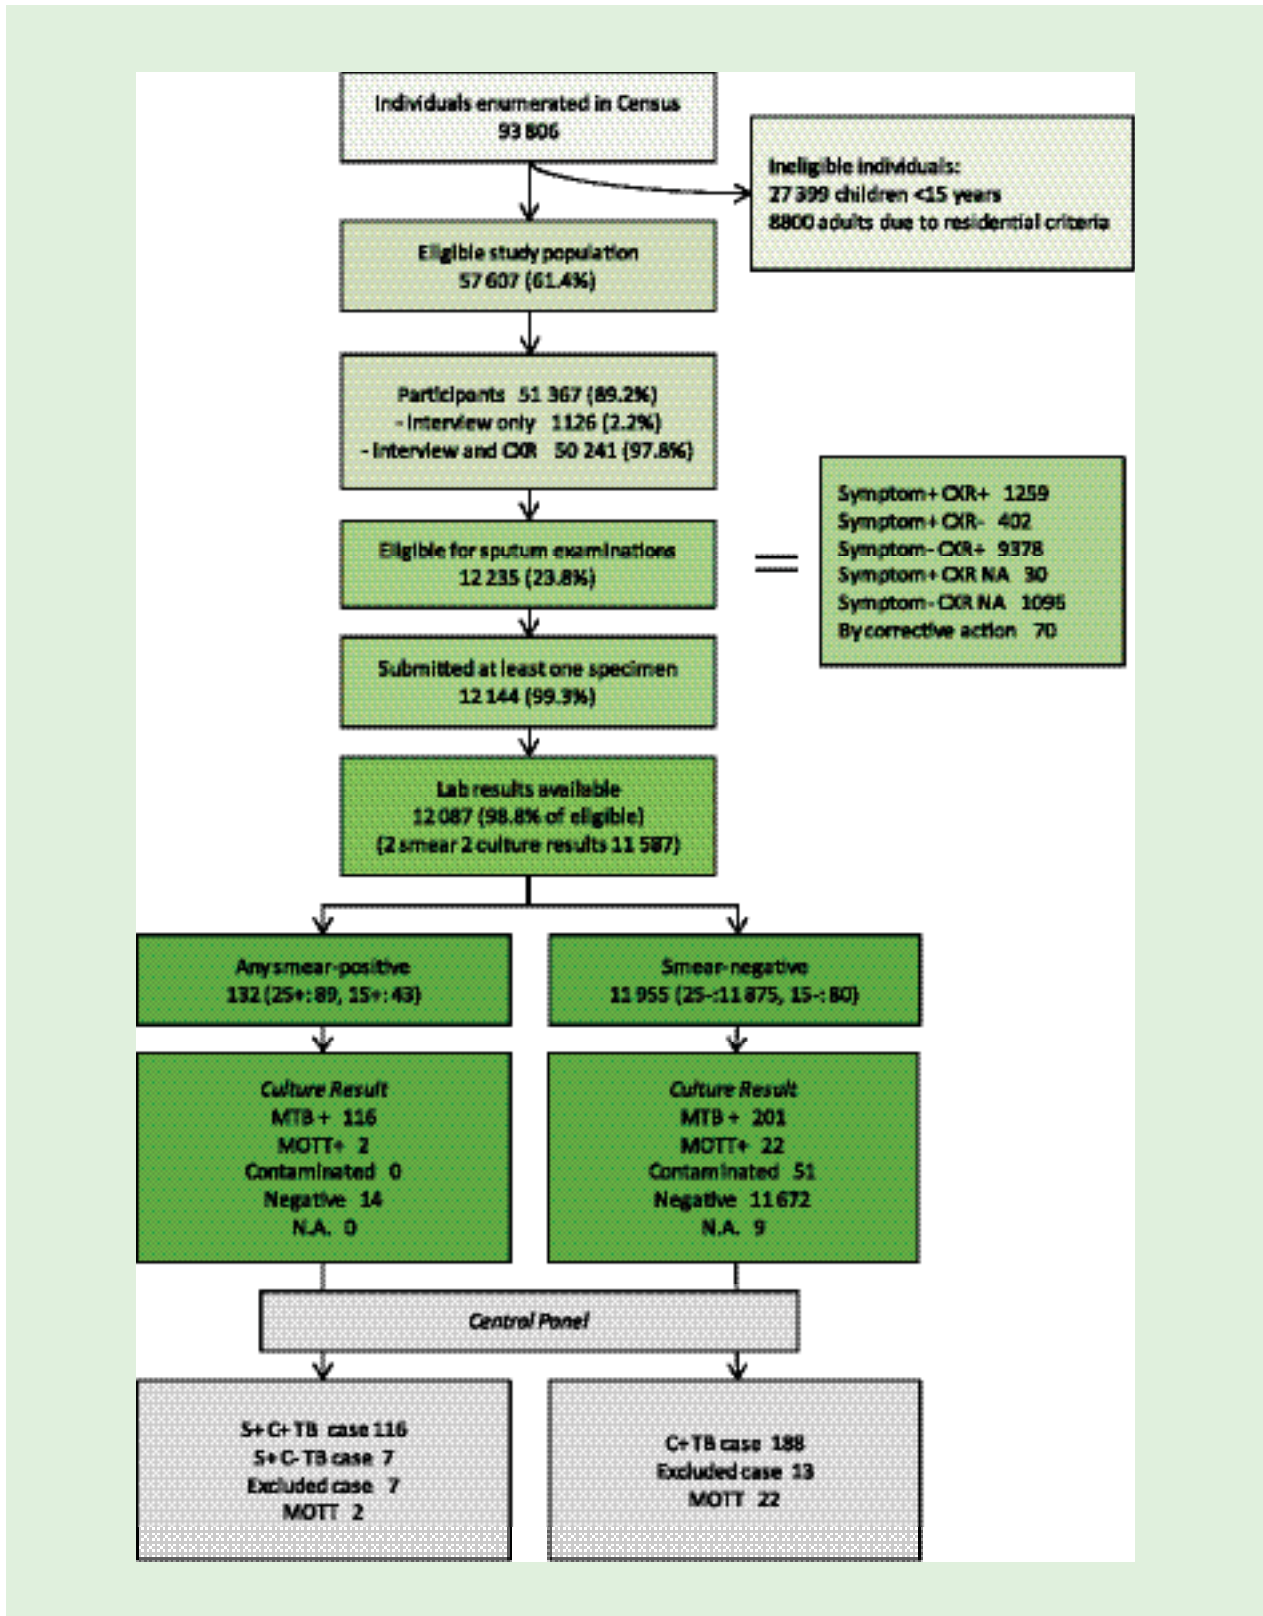 Individuals enumerated in Census
93 806
Ineligible individuals:
27 399 children <15 years
8800 adults due to residential criteria
Eligible study population
57 607 (61.4%)
Participants 51 367 (89.2%)
- Interview only 1126 (2.2%)
- Interview and CXR 50 241 (97.8%)
Eligible for sputum examinations
12 235 (23.8%)
Symptom+ CXR+ 1259
Symptom+ CXR- 402
Symptom- CXR+ 9378
Symptom+ CXR NA 30
Symptom- CXR NA 1096
By corrective action 70
Submitted at least one specimen
12 144 (99.3%)
Lab results available
12 087 (98.8% of eligible)
(2 smear 2 culture results 11 587)
Any smear-positive
132 (2S+: 89, 1S+: 43)
Smear-negative
11 955 (2S-:11 875, 1S-: 80)
Culture Result
MTB + 116
MOTT+ 2
Contaminated 0
Negative 14
N.A. 0
Culture Result
MTB + 201
MOTT+ 22
Contaminated 51
Negative 11 672
N.A. 9
Central Panel
S+ C+ TB case 116
S+ C- TB case 7
Excluded case 7
MOTT 2
C+ TB case 188
Excluded case 13
MOTT 22